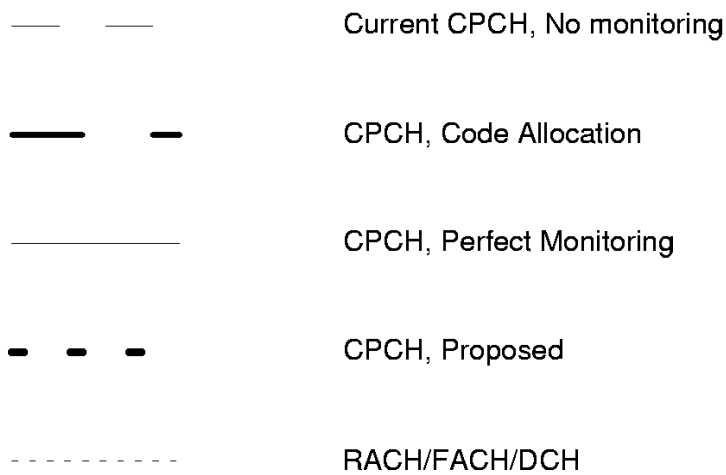 Current CPCH, No monitoring
CPCH, Code Allocation
CPCH, Perfect Monitoring
CPCH, Proposed
RACH/FACH/DCH